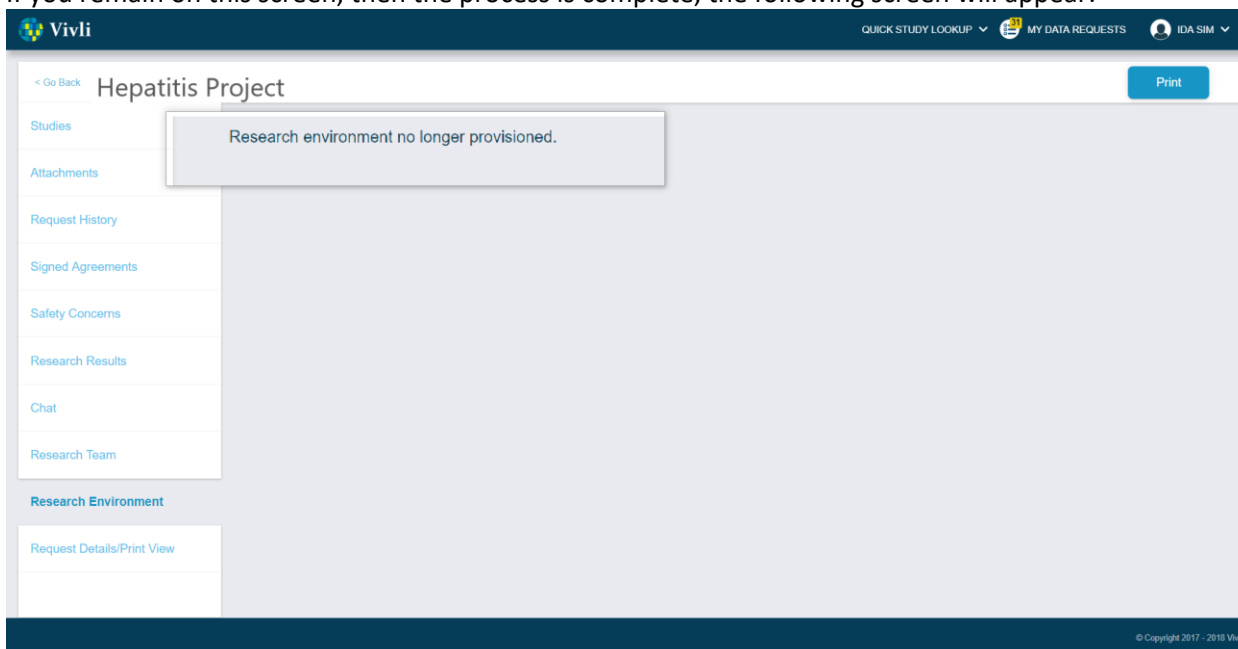 If you remain on this screen, then the process is complete, the following screen will appear:
Vivli
QUICK STUDY LOOKUP
31
MY DATA REQUESTS
IDA SIM
< Go Back
Hepatitis Project
Print
Studies
Research environment no longer provisioned.
Attachments
Request History
Signed Agreements
Safety Concerns
Research Results
Chat
Research Team
Research Environment
Request Details/Print View
© Copyright 2017 - 2018